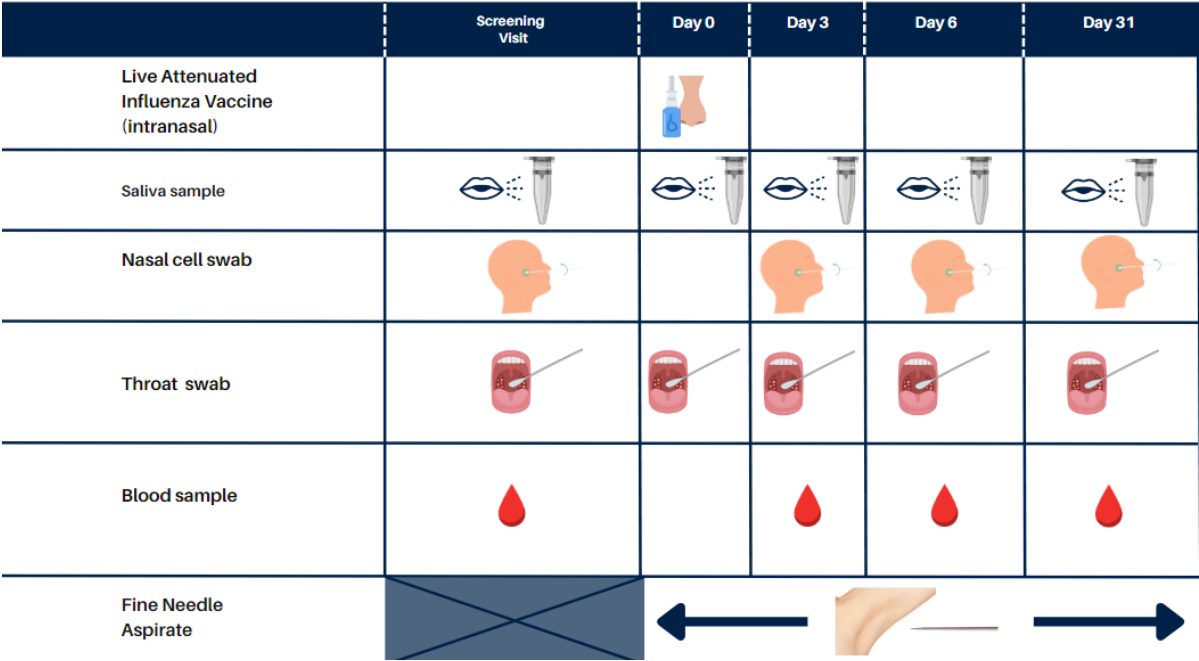 Screening
Visit
Day 0
Day 3
Day 6
Day 31
Live Attenuated
Influenza Vaccine
(intranasal)
Saliva sample
Nasal cell swab
Throat swab
Blood sample
Fine Needle
Aspirate